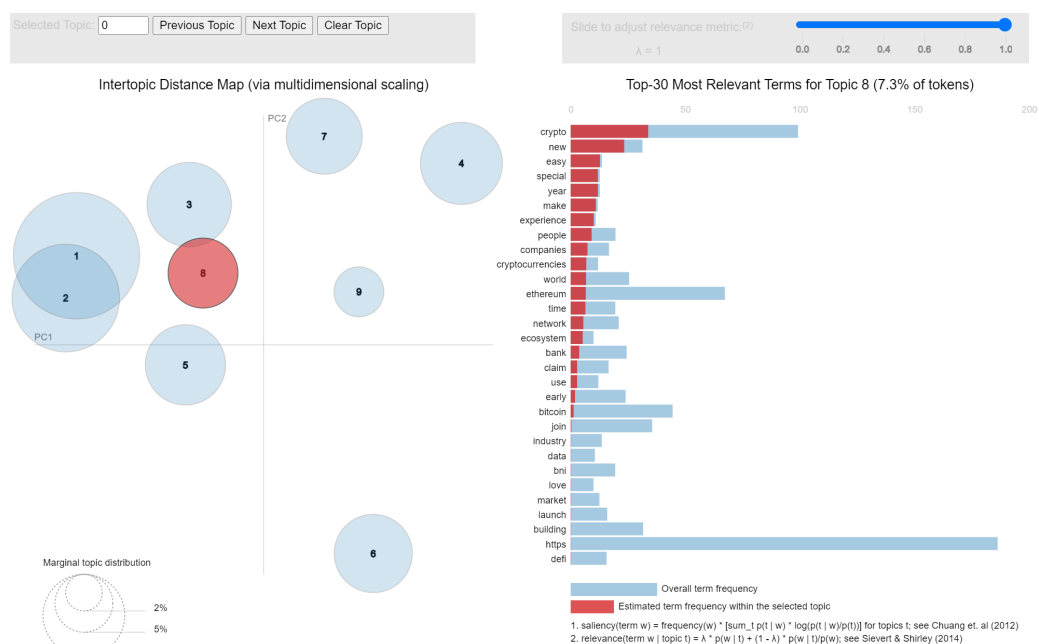 Selected Topic: 0 Previous Topic Next Topic Clear Topic
Slide to adjust relevance metric:(2)
λ = 1
0.0 0.2 0.4 0.6 0.8 1.0
Intertopic Distance Map (via multidimensional scaling)
PC2
PC1
7
4
3
1
8
2
9
5
6
Marginal topic distribution
2%
5%
Top-30 Most Relevant Terms for Topic 8 (7.3% of tokens)
0 50 100 150 200
crypto
new
easy
special
year
make
experience
people
companies
cryptocurrencies
world
ethereum
time
network
ecosystem
bank
claim
use
early
bitcoin
join
industry
data
bni
love
market
launch
building
https
defi
Overall term frequency
Estimated term frequency within the selected topic
1. saliency(term w) = frequency(w) * [sum_t p(t | w) * log(p(t | w)/p(t))] for topics t; see Chuang et. al (2012)
2. relevance(term w | topic t) = λ * p(w | t) + (1 - λ) * p(w | t)/p(w); see Sievert & Shirley (2014)